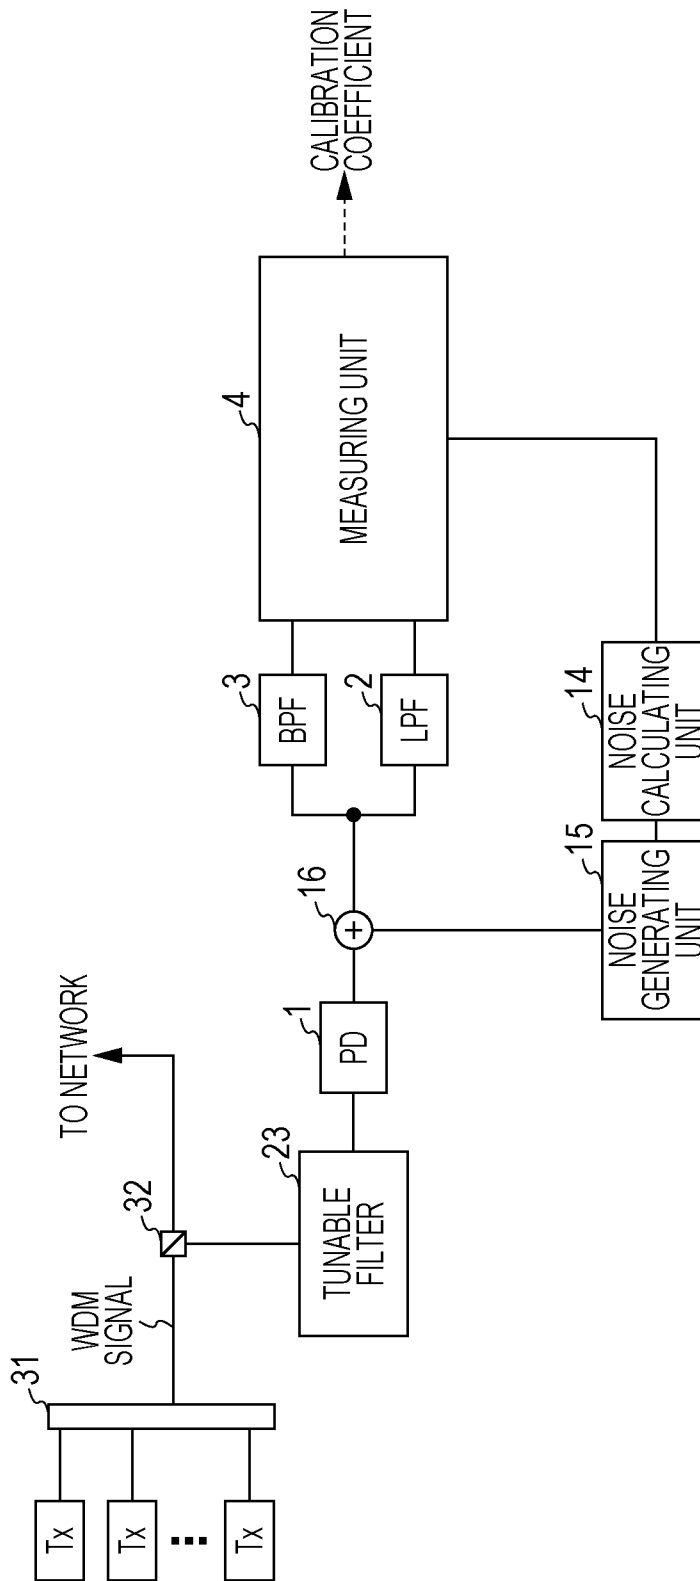 Tx
Tx
Tx
31
WDM
SIGNAL
32
TO NETWORK
23
TUNABLE
FILTER
1
PD
16
+
15
NOISE
GENERATING
UNIT
14
NOISE
CALCULATING
UNIT
3
BPF
2
LPF
4
MEASURING UNIT
CALIBRATION
COEFFICIENT